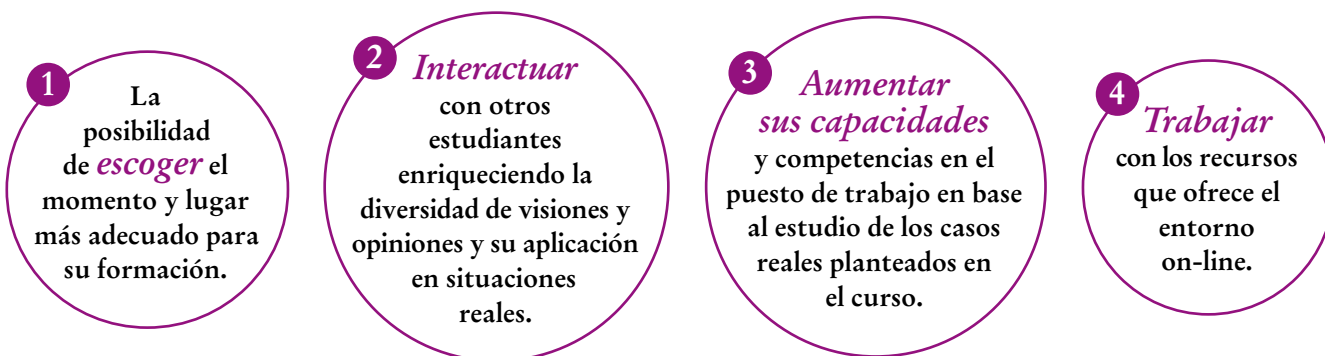 1
La
posibilidad
de escoger el
momento y lugar
más adecuado para
su formación.
2
Interactuar
con otros
estudiantes
enriqueciendo la
diversidad de visiones y
opiniones y su aplicación
en situaciones
reales.
3
Aumentar
sus capacidades
y competencias en el
puesto de trabajo en base
al estudio de los casos
reales planteados en
el curso.
4
Trabajar
con los recursos
que ofrece el
entorno
on-line.